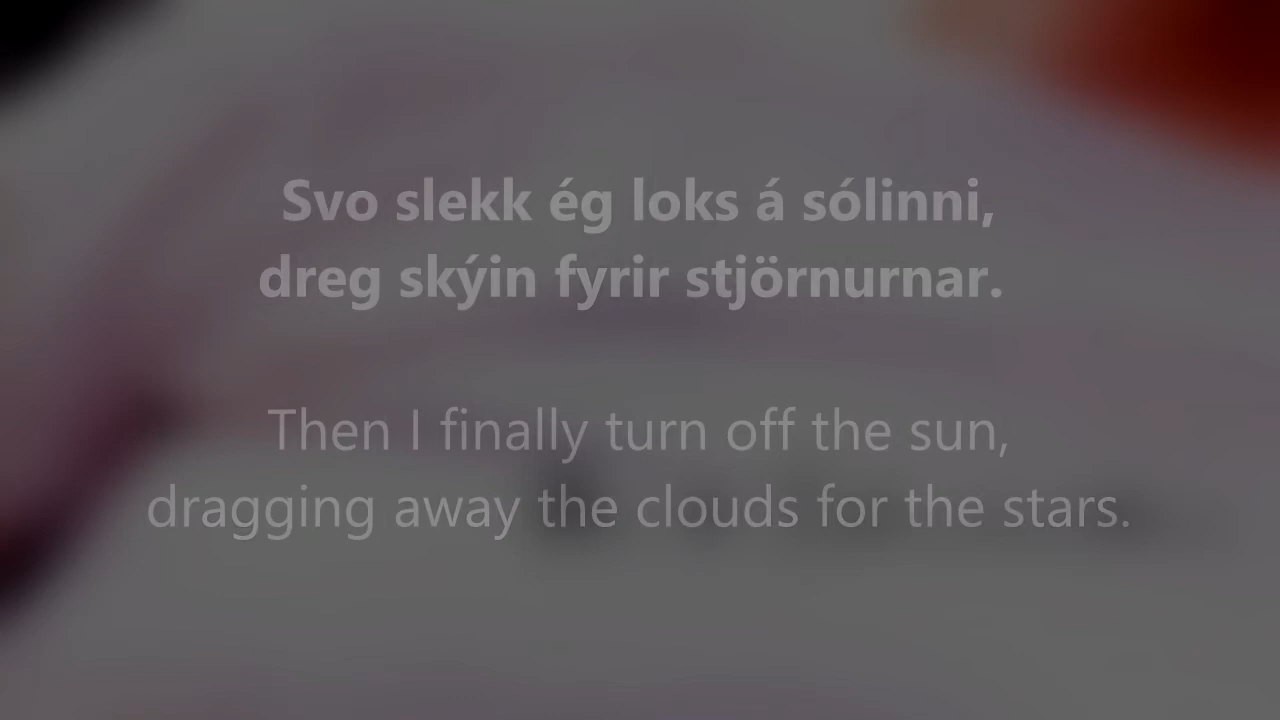 Svo slekk ég loks á sólinni,
dreg skýin fyrir stjörnurnar.
Then I finally turn off the sun,
dragging away the clouds for the stars.